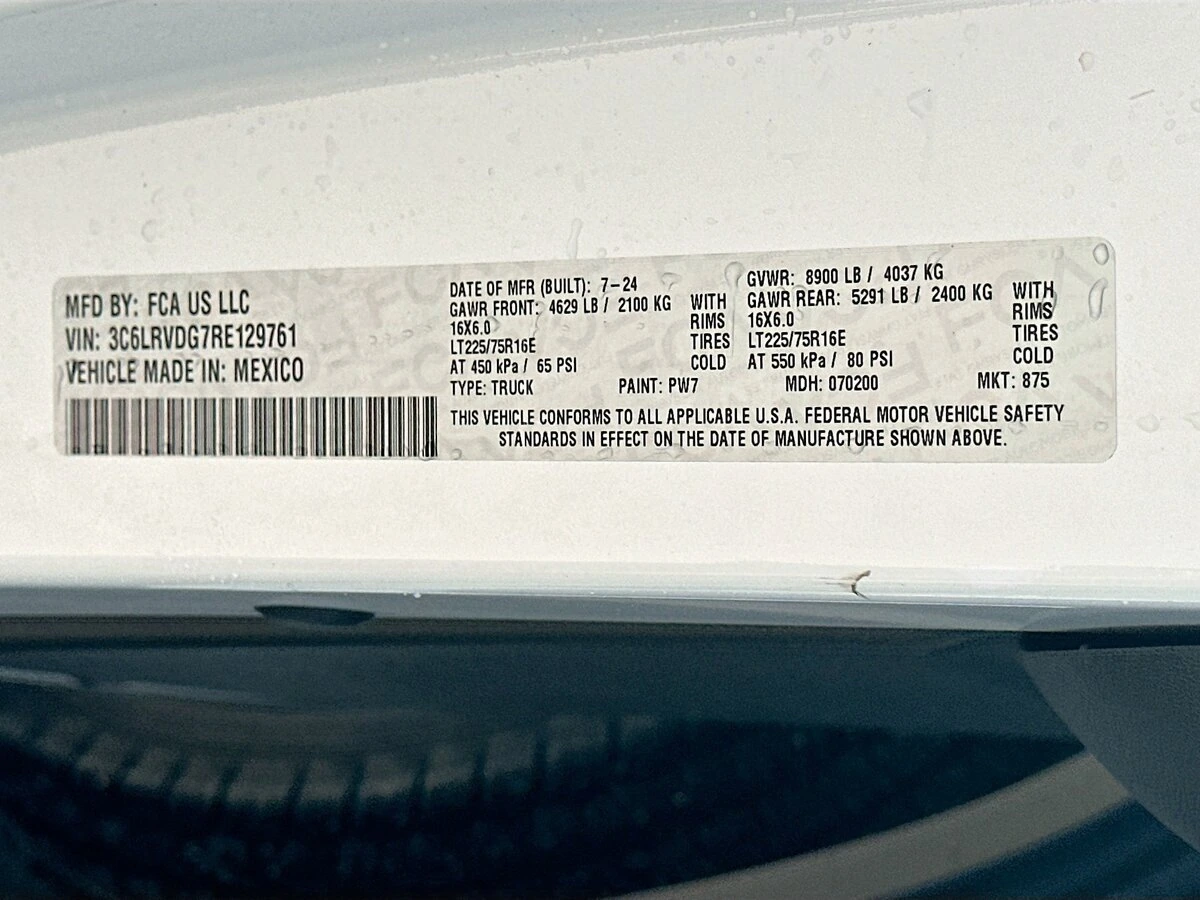 MFD BY: FCA US LLC
VIN: 3C6LRVDG7RE129761
VEHICLE MADE IN: MEXICO
DATE OF MFR (BUILT): 7-24
GAWR FRONT: 4629 LB / 2100 KG
16X6.0
LT225/75R16E
AT 450 kPa / 65 PSI
WITH
RIMS
TIRES
COLD
GVWR: 8900 LB / 4037 KG
GAWR REAR: 5291 LB / 2400 KG
16X6.0
LT225/75R16E
AT 550 kPa / 80 PSI
WITH
RIMS
TIRES
COLD
TYPE: TRUCK PAINT: PW7 MDH: 070200 MKT: 875
THIS VEHICLE CONFORMS TO ALL APPLICABLE U.S.A. FEDERAL MOTOR VEHICLE SAFETY
STANDARDS IN EFFECT ON THE DATE OF MANUFACTURE SHOWN ABOVE.